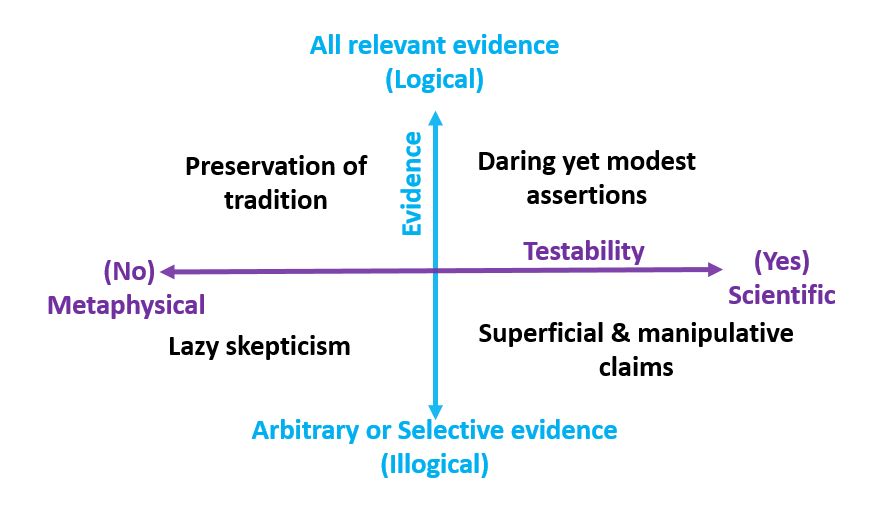 All relevant evidence
(Logical)
Evidence
Preservation of
tradition
Daring yet modest
assertions
Testability
(No)
Metaphysical
(Yes)
Scientific
Lazy skepticism
Superficial & manipulative
claims
Arbitrary or Selective evidence
(Illogical)